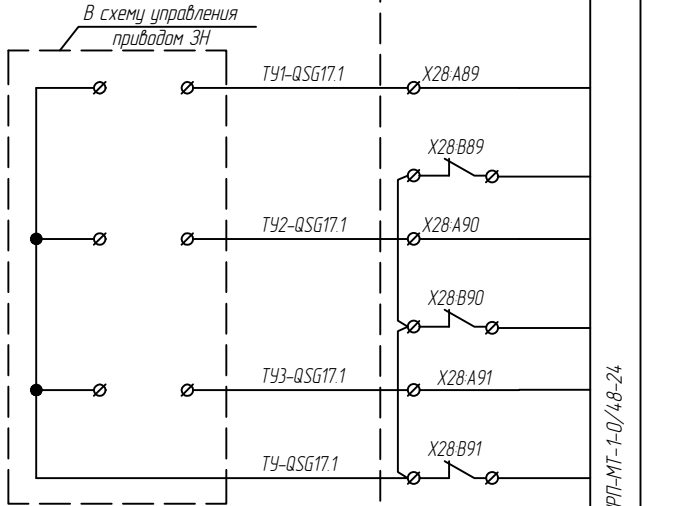 В схему управления
приводом ЗН
ТУ1-QSG17.1
X28:A89
X28:B89
ТУ2-QSG17.1
X28:A90
X28:B90
ТУ3-QSG17.1
X28:A91
ТУ-QSG17.1
X28:B91
РП-МТ-1-0/48-24